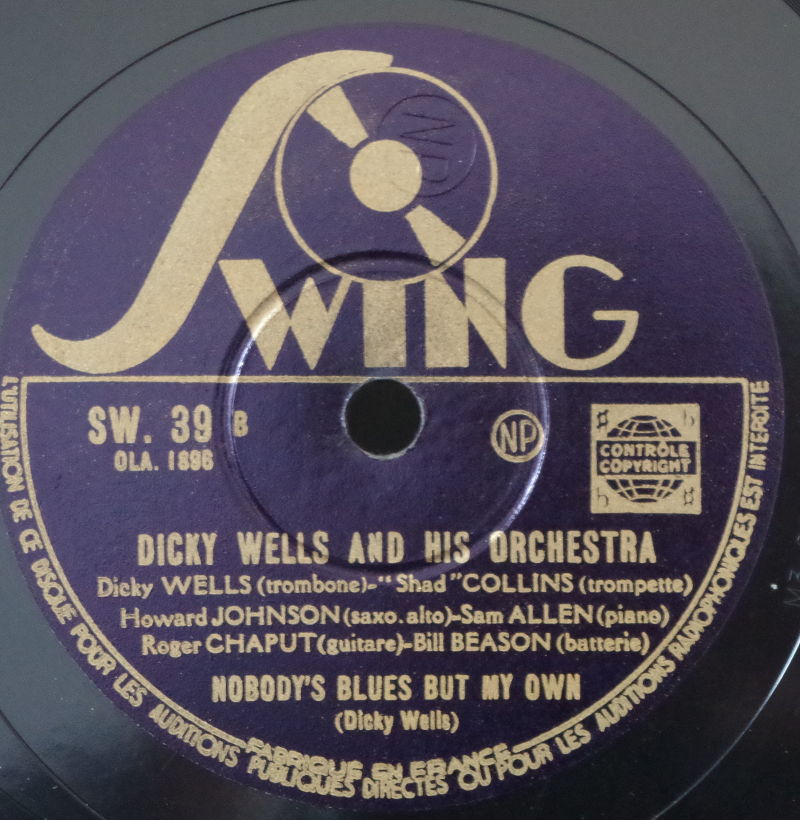 SWING
SW. 39 B
OLA. 1896
NP
CONTRÔLE
COPYRIGHT
DICKY WELLS AND HIS ORCHESTRA
Dicky WELLS (trombone)-"Shad" COLLINS (trompette)
Howard JOHNSON (saxo. alto)-Sam ALLEN (piano)
Roger CHAPUT (guitare)-Bill BEASON (batterie)
NOBODY'S BLUES BUT MY OWN
(Dicky Wells)
FABRIQUÉ EN FRANCE
L'UTILISATION DE CE DISQUE POUR LES AUDITIONS PUBLIQUES DIRECTES OU POUR LES AUDITIONS RADIOPHONIQUES EST INTERDITE